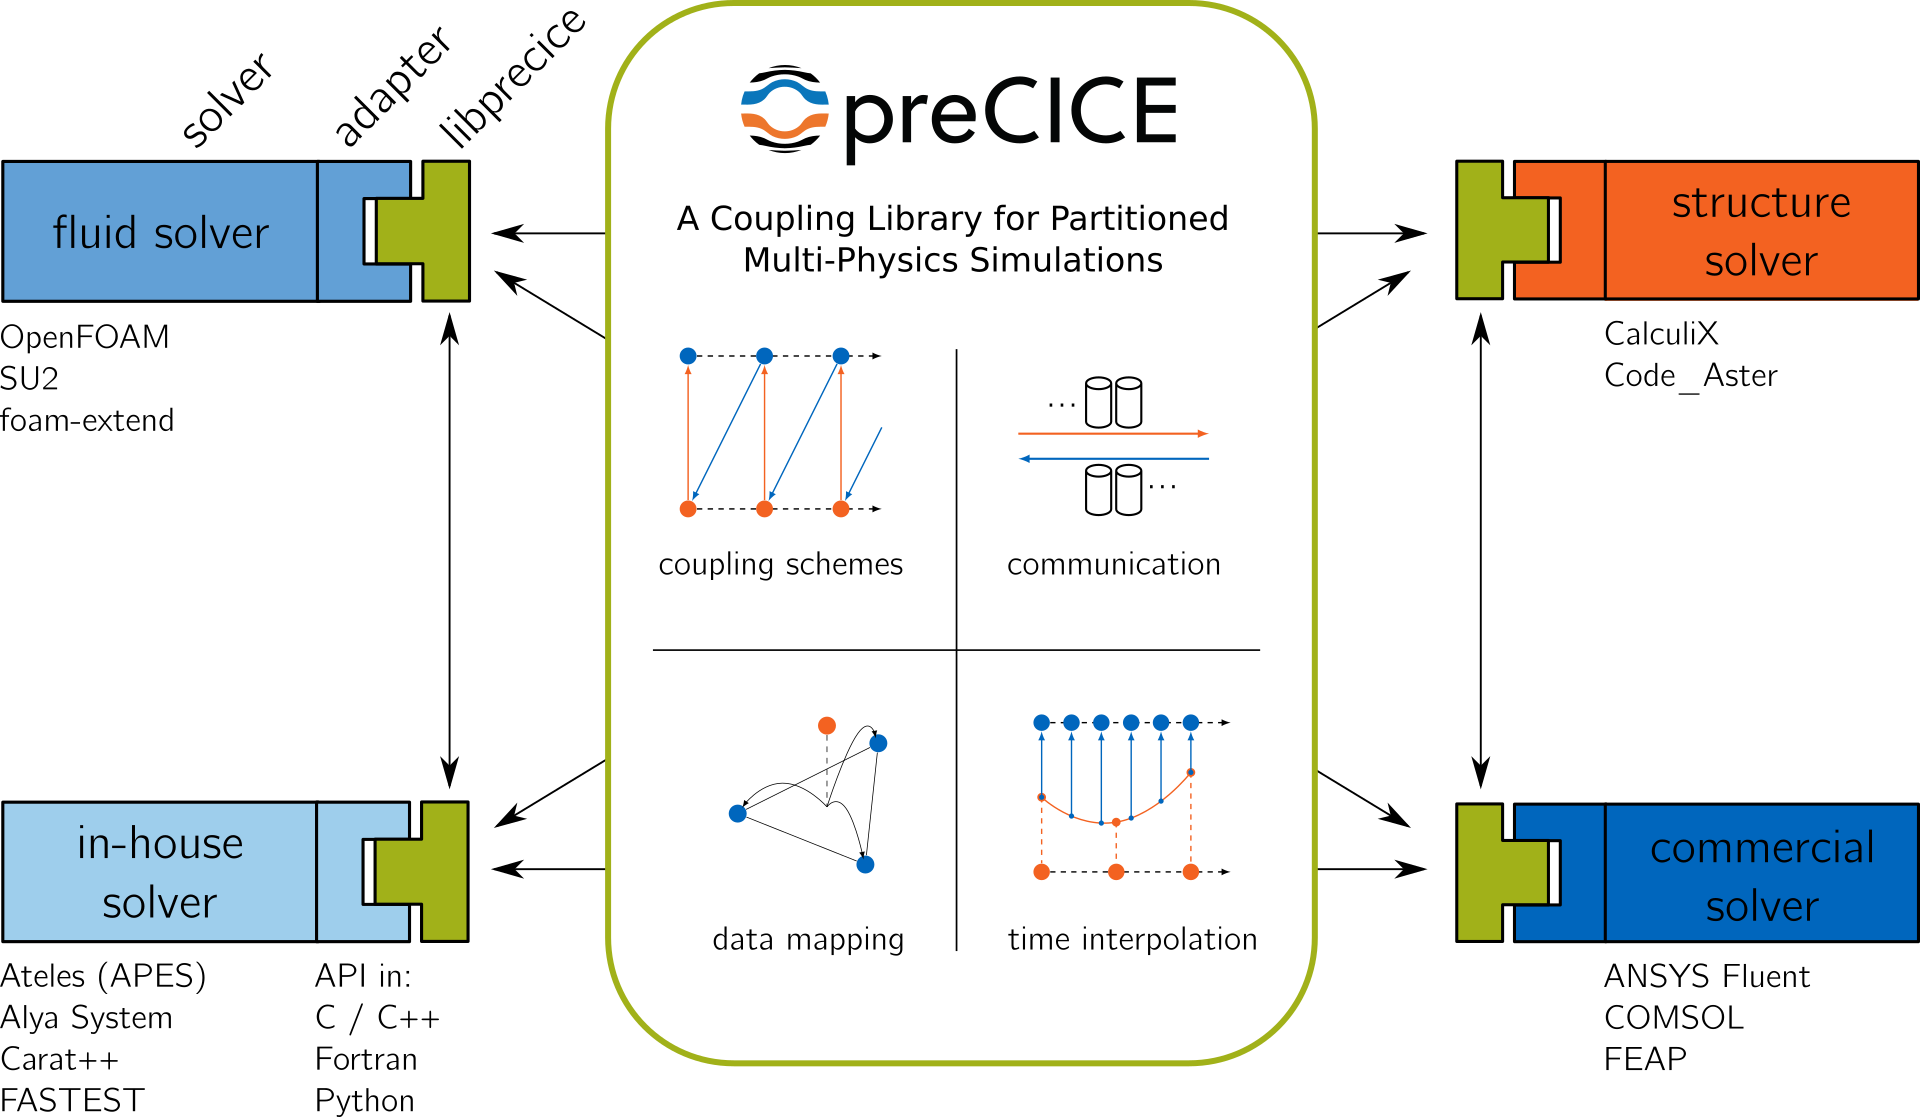 solver
adapter
libprecice
fluid solver
OpenFOAM
SU2
foam-extend
preCICE
A Coupling Library for Partitioned
Multi-Physics Simulations
coupling schemes
...
communication
...
data mapping
time interpolation
structure
solver
CalculiX
Code_Aster
in-house
solver
Ateles (APES)
Alya System
Carat++
FASTEST
API in:
C / C++
Fortran
Python
commercial
solver
ANSYS Fluent
COMSOL
FEAP